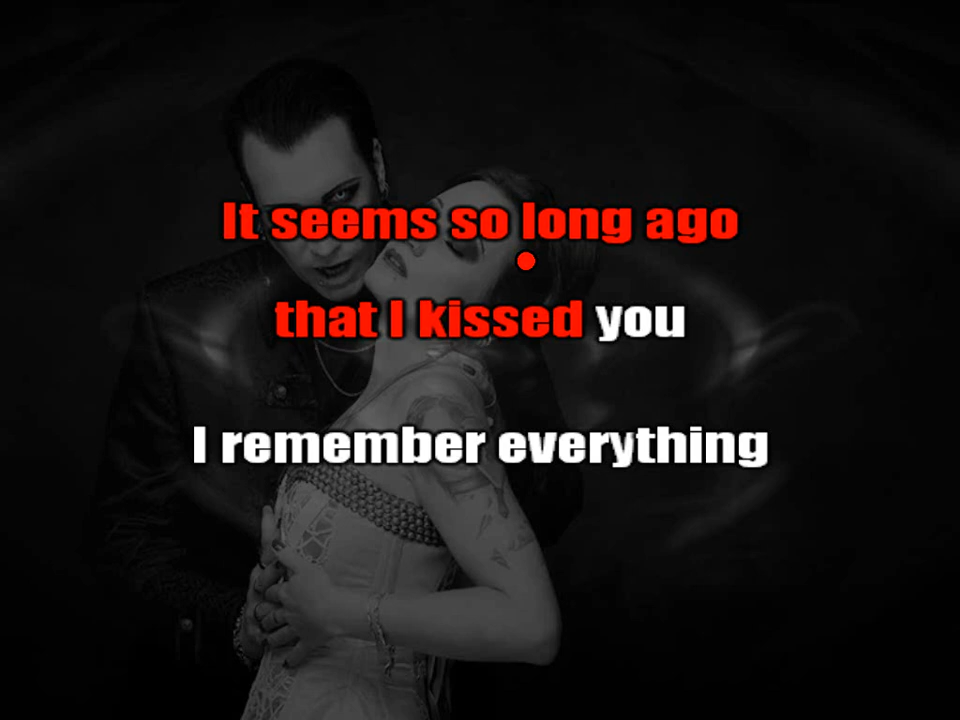 It seems so long ago
that I kissed you
I remember everything